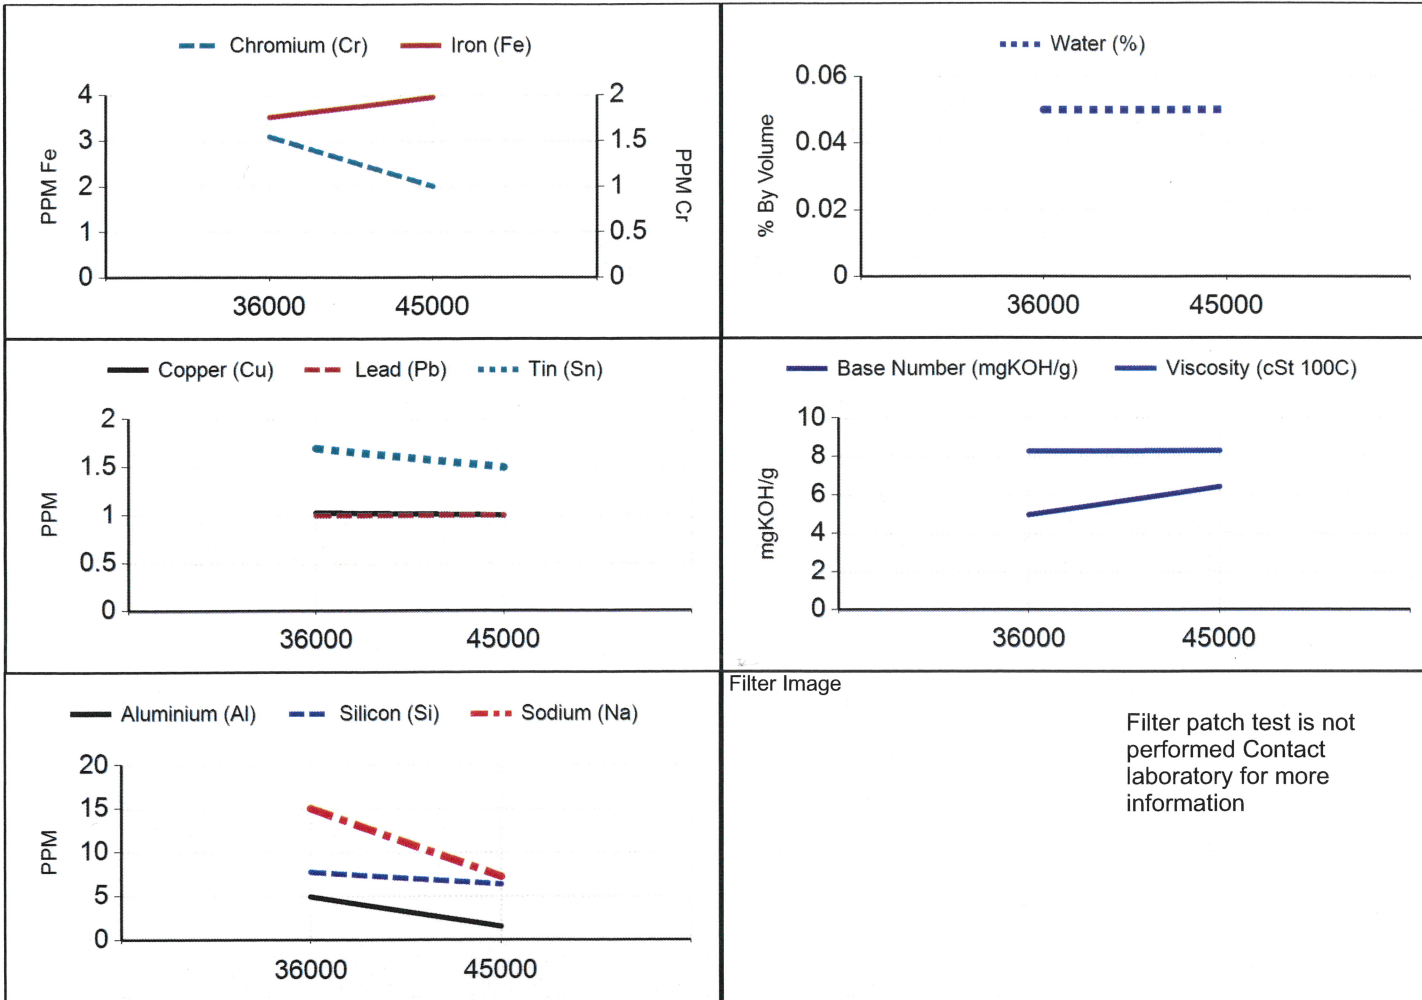 Chromium (Cr) Iron (Fe)
4
3
2
1
0
PPM Fe
2
1.5
1
0.5
0
PPM Cr
36000 45000
Water (%)
0.06
0.04
0.02
0
% By Volume
36000 45000
Copper (Cu) Lead (Pb) Tin (Sn)
2
1.5
1
0.5
0
PPM
36000 45000
Base Number (mgKOH/g) Viscosity (cSt 100C)
10
8
6
4
2
0
mgKOH/g
36000 45000
Aluminium (Al) Silicon (Si) Sodium (Na)
20
15
10
5
0
PPM
36000 45000
Filter Image
Filter patch test is not
performed Contact
laboratory for more
information